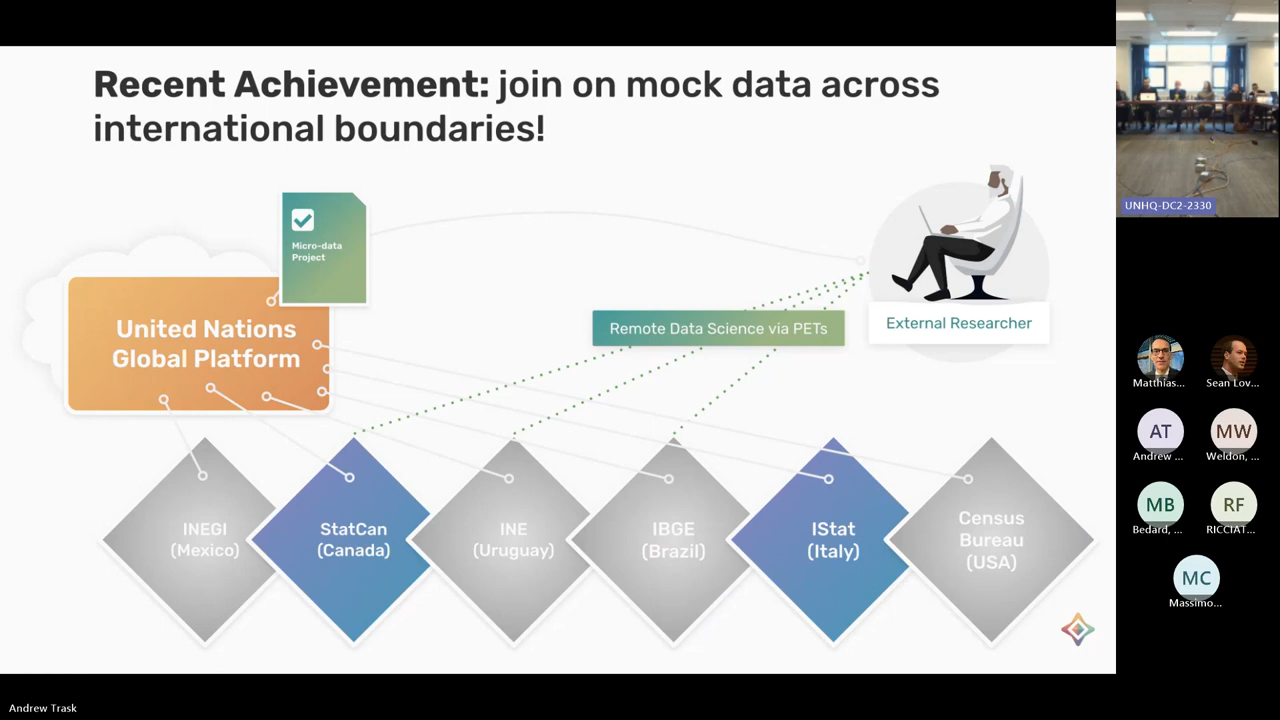 Recent Achievement: join on mock data across
international boundaries!
Micro-data
Project
United Nations
Global Platform
Remote Data Science via PETs
External Researcher
INEGI
(Mexico)
StatCan
(Canada)
INE
(Uruguay)
IBGE
(Brazil)
IStat
(Italy)
Census
Bureau
(USA)
UNHQ-DC2-2330
Matthias...
Sean Lov...
AT
Andrew ...
MW
Weldon, ...
MB
Bedard, ...
RF
RICCIAT...
MC
Massimo...
Andrew Trask